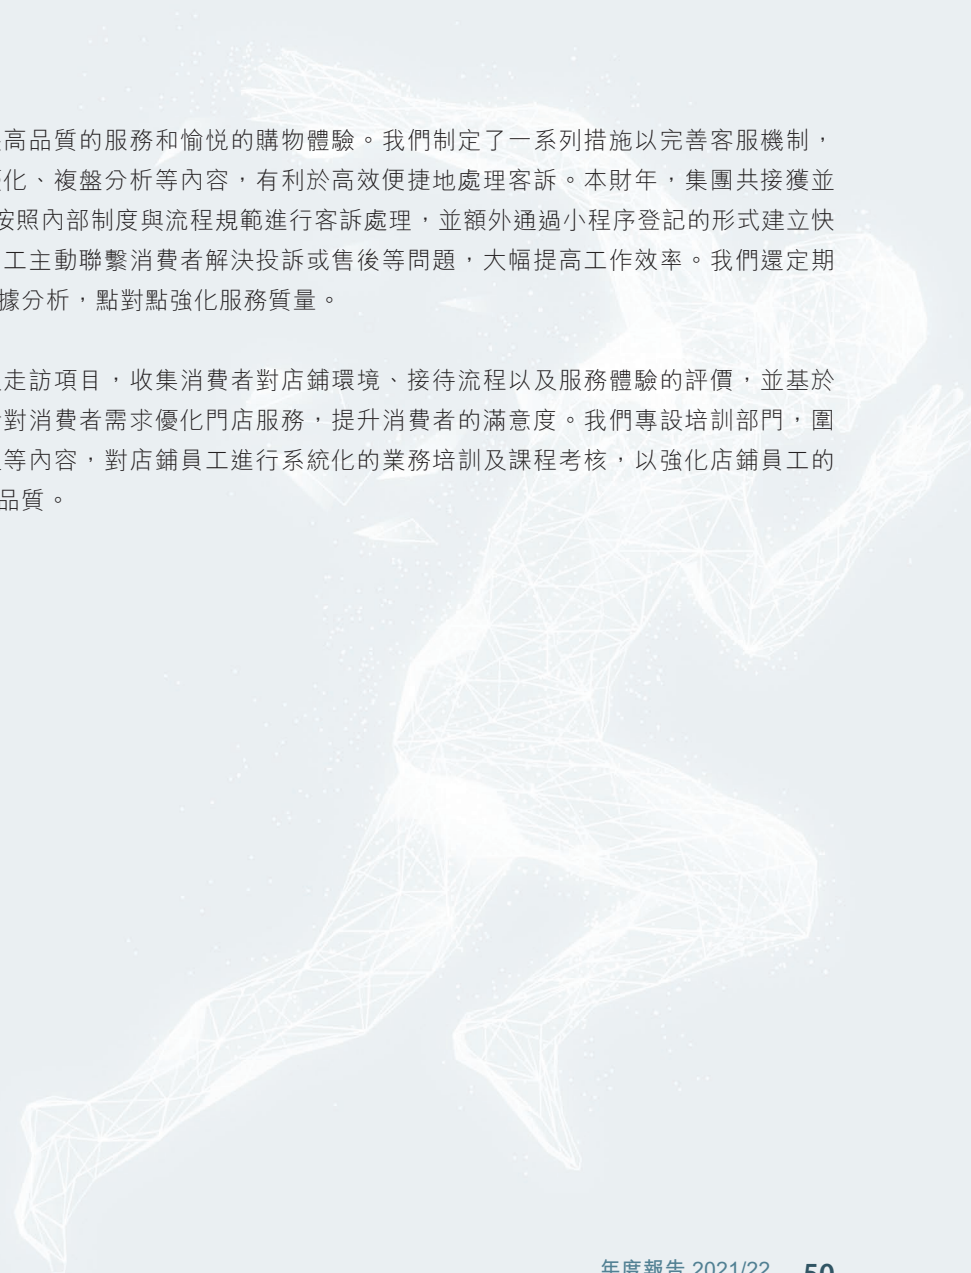 高品質的服務和愉悅的購物體驗。我們制定了一系列措施以完善客服機制，
化、複盤分析等內容，有利於高效便捷地處理客訴。本財年，集團共接獲並
按照內部制度與流程規範進行客訴處理，並額外通過小程序登記的形式建立快
工主動聯繫消費者解決投訴或售後等問題，大幅提高工作效率。我們還定期
據分析，點對點強化服務質量。
走訪項目，收集消費者對店鋪環境、接待流程以及服務體驗的評價，並基於
對消費者需求優化門店服務，提升消費者的滿意度。我們專設培訓部門，圍
等內容，對店鋪員工進行系統化的業務培訓及課程考核，以強化店鋪員工的
品質。
年度報告 2021/22 50